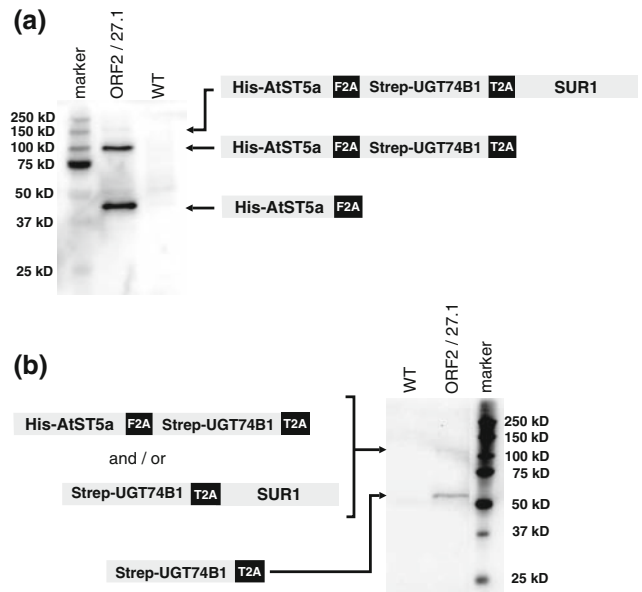 (a)
marker
ORF2 / 27.1
WT
250 kD
150 kD
100 kD
75 kD
50 kD
37 kD
25 kD
His-AtST5a F2A Strep-UGT74B1 T2A SUR1
His-AtST5a F2A Strep-UGT74B1 T2A
His-AtST5a F2A
(b)
WT
ORF2 / 27.1
marker
His-AtST5a F2A Strep-UGT74B1 T2A
and / or
Strep-UGT74B1 T2A SUR1
Strep-UGT74B1 T2A
250 kD
150 kD
100 kD
75 kD
50 kD
37 kD
25 kD